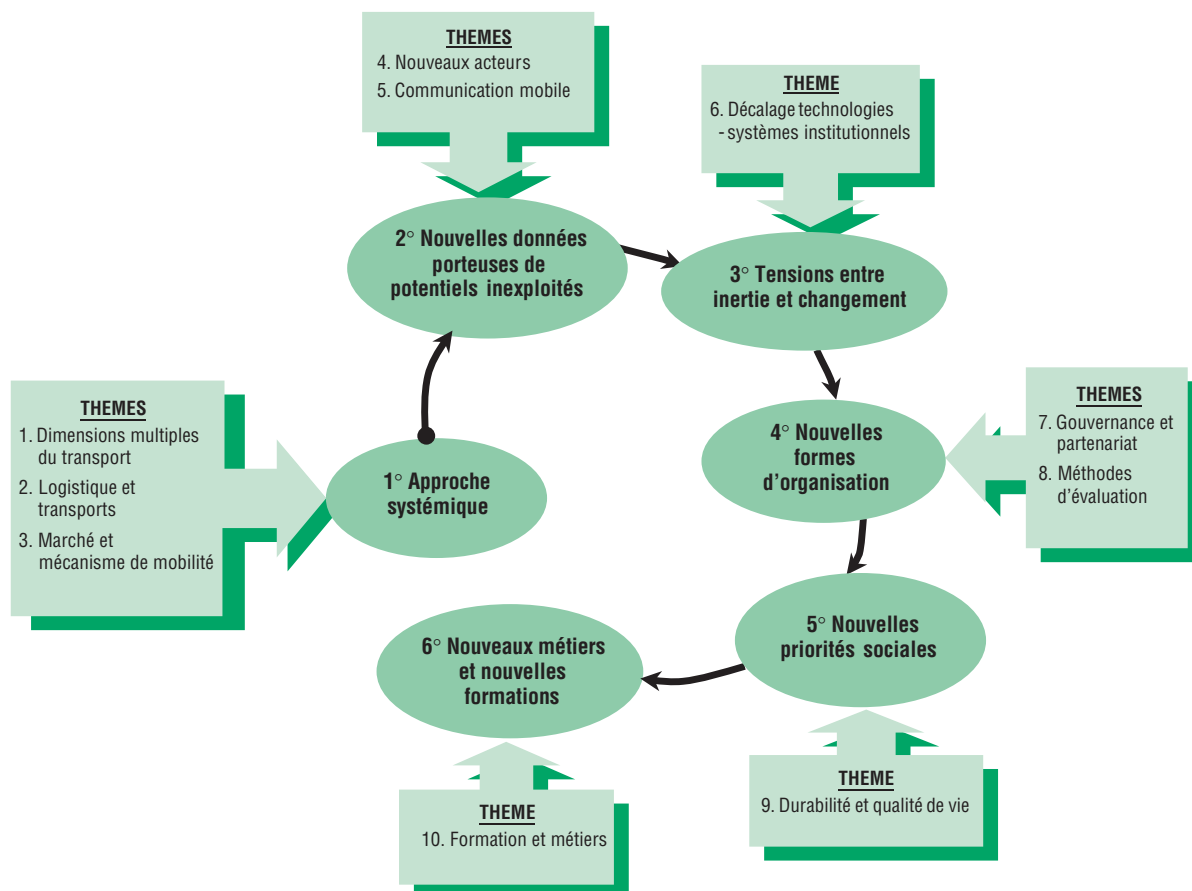 THEMES
4. Nouveaux acteurs
5. Communication mobile
THEME
6. Décalage technologies
- systèmes institutionnels
2° Nouvelles données
porteuses de
potentiels inexploités
3° Tensions entre
inertie et changement
THEMES
1. Dimensions multiples
du transport
2. Logistique et
transports
3. Marché et
mécanisme de mobilité
1° Approche
systémique
4° Nouvelles
formes
d'organisation
THEMES
7. Gouvernance et
partenariat
8. Méthodes
d'évaluation
5° Nouvelles
priorités sociales
6° Nouveaux métiers
et nouvelles
formations
THEME
9. Durabilité et qualité de vie
THEME
10. Formation et métiers